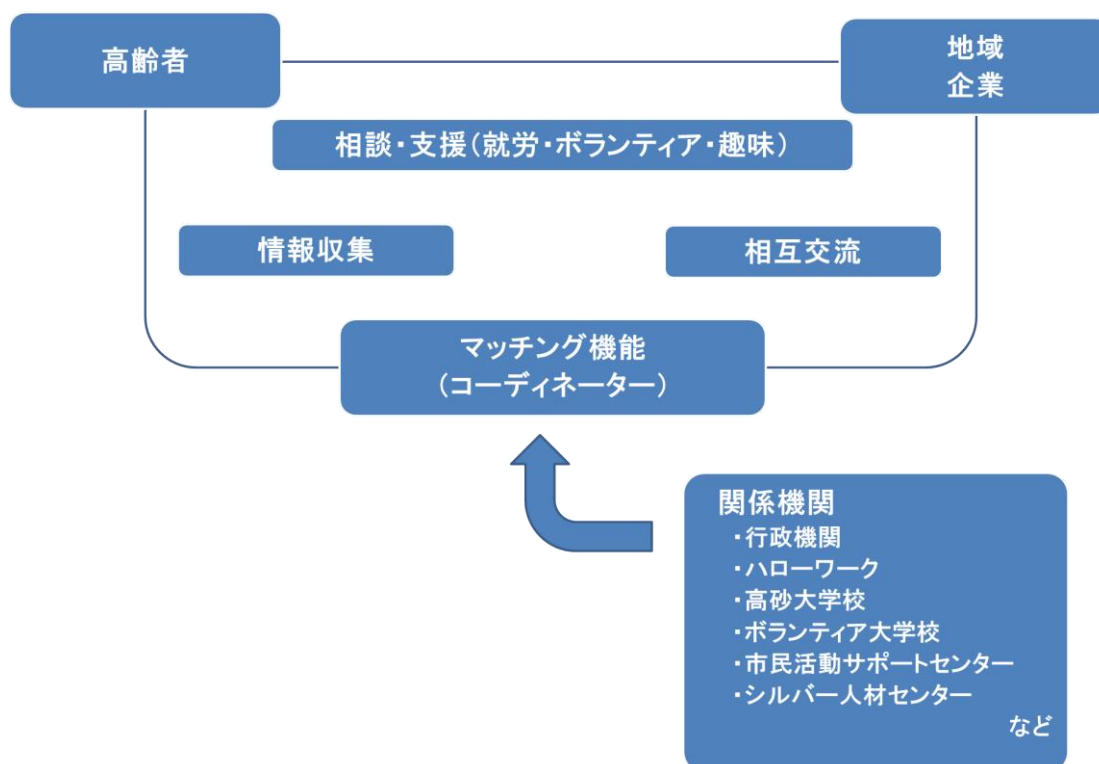 高齢者
地域
企業
相談・支援(就労・ボランティア・趣味)
情報収集
相互交流
マッチング機能
(コーディネーター)
関係機関
・行政機関
・ハローワーク
・高砂大学校
・ボランティア大学校
・市民活動サポートセンター
・シルバー人材センター
など